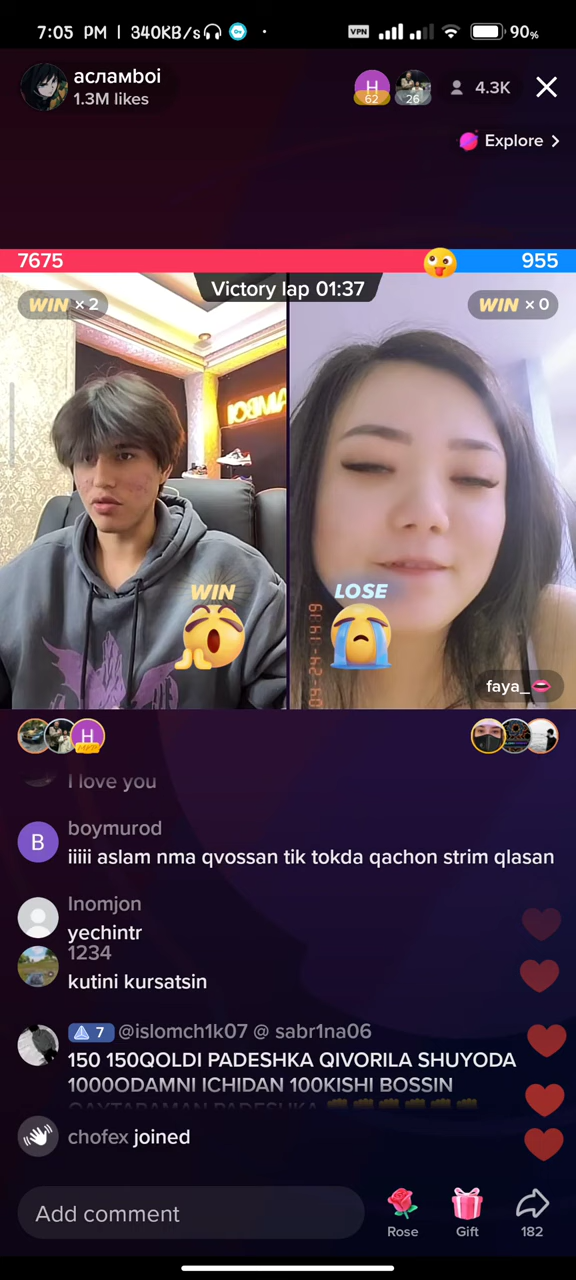 7:05 PM | 340KB/s
VPN
90%
асламboi
1.3M likes
H
62
26
4.3K
Explore
7675
955
Victory lap 01:37
WIN × 2
WIN × 0
WIN
LOSE
faya_
H
I love you
B
boymurod
iiiii aslam nma qvossan tik tokda qachon strim qlasan
Inomjon
yechintr
1234
kutini kursatsin
7 @islomch1k07 @ sabr1na06
150 150QOLDI PADESHKA QIVORILA SHUYODA
1000ODAMNI ICHIDAN 100KISHI BOSSIN
QAYTARAMAN PADESHKA ✊✊✊✊✊✊
chofex joined
Add comment
Rose
Gift
182